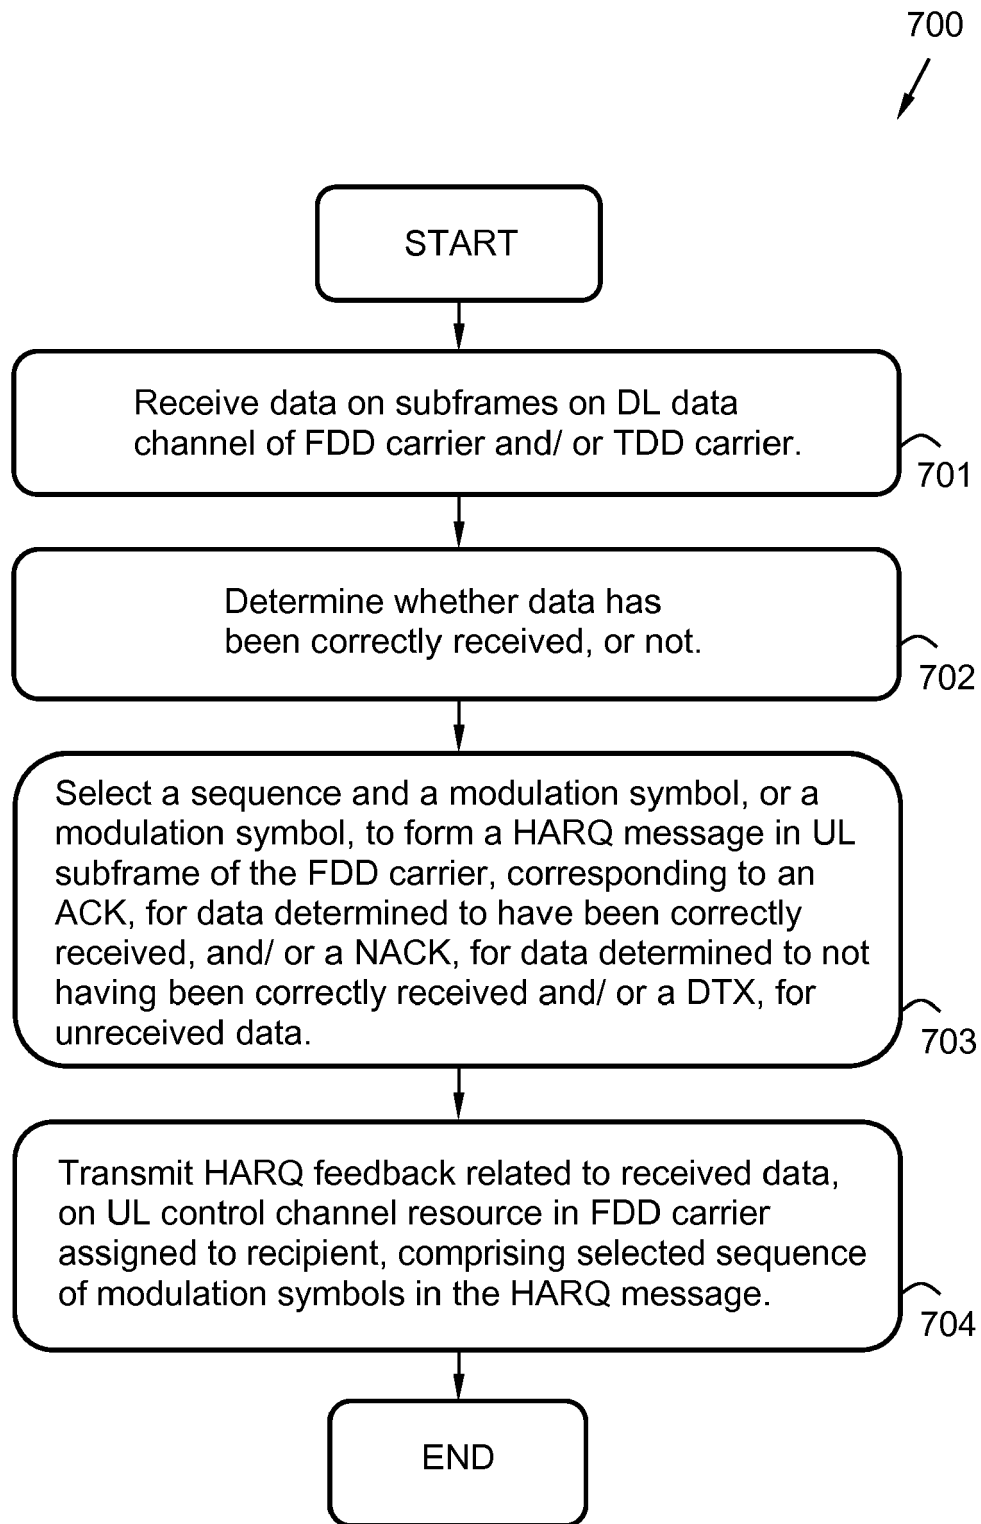 700
START
Receive data on subframes on DL data
channel of FDD carrier and/ or TDD carrier.
701
Determine whether data has
been correctly received, or not.
702
Select a sequence and a modulation symbol, or a
modulation symbol, to form a HARQ message in UL
subframe of the FDD carrier, corresponding to an
ACK, for data determined to have been correctly
received, and/ or a NACK, for data determined to not
having been correctly received and/ or a DTX, for
unreceived data.
703
Transmit HARQ feedback related to received data,
on UL control channel resource in FDD carrier
assigned to recipient, comprising selected sequence
of modulation symbols in the HARQ message.
704
END